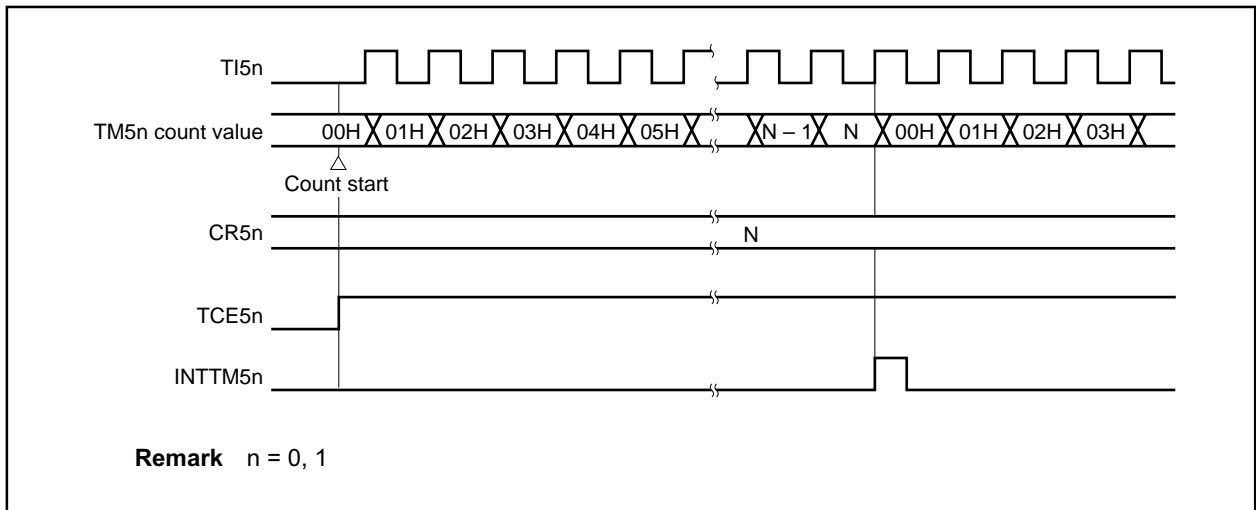 TI5n
TM5n count value 00H 01H 02H 03H 04H 05H N – 1 N 00H 01H 02H 03H
Count start
CR5n N
TCE5n
INTTM5n
Remark n = 0, 1